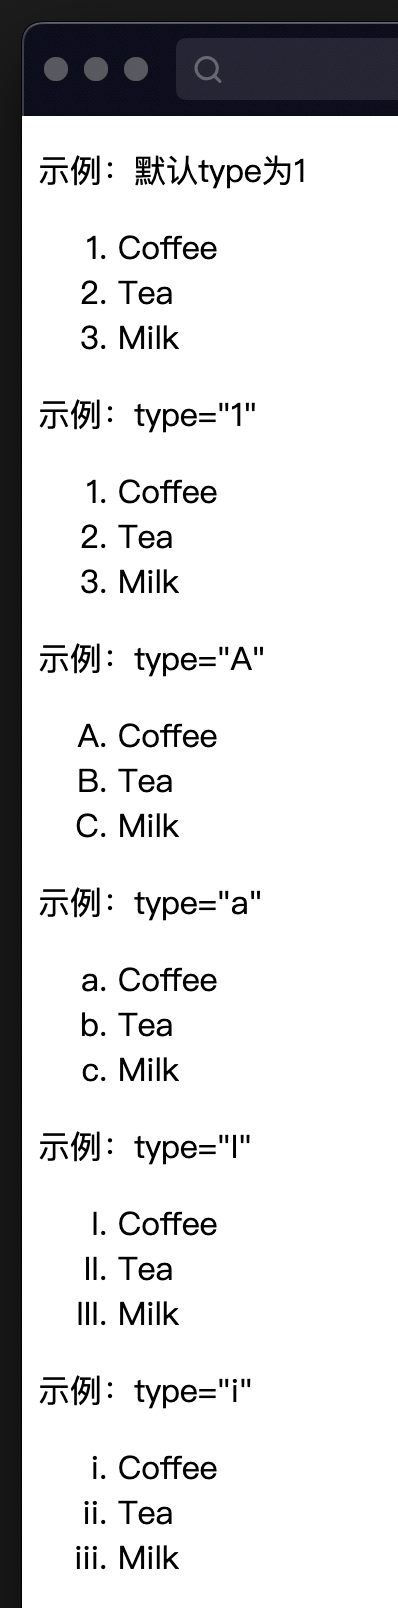 示例：默认type为1
1. Coffee
2. Tea
3. Milk
示例：type="1"
1. Coffee
2. Tea
3. Milk
示例：type="A"
A. Coffee
B. Tea
C. Milk
示例：type="a"
a. Coffee
b. Tea
c. Milk
示例：type="I"
I. Coffee
II. Tea
III. Milk
示例：type="i"
i. Coffee
ii. Tea
iii. Milk